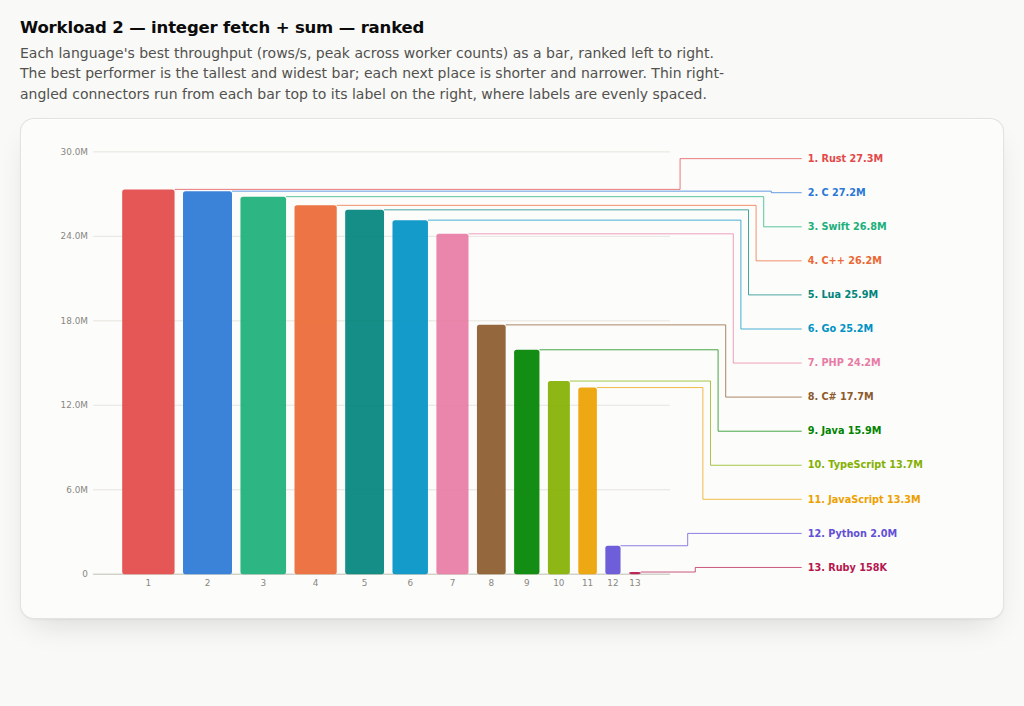 Workload 2 — integer fetch + sum — ranked
Each language's best throughput (rows/s, peak across worker counts) as a bar, ranked left to right.
The best performer is the tallest and widest bar; each next place is shorter and narrower. Thin right-
angled connectors run from each bar top to its label on the right, where labels are evenly spaced.
30.0M
24.0M
18.0M
12.0M
6.0M
0
1 2 3 4 5 6 7 8 9 10 11 12 13
1. Rust 27.3M
2. C 27.2M
3. Swift 26.8M
4. C++ 26.2M
5. Lua 25.9M
6. Go 25.2M
7. PHP 24.2M
8. C# 17.7M
9. Java 15.9M
10. TypeScript 13.7M
11. JavaScript 13.3M
12. Python 2.0M
13. Ruby 158K